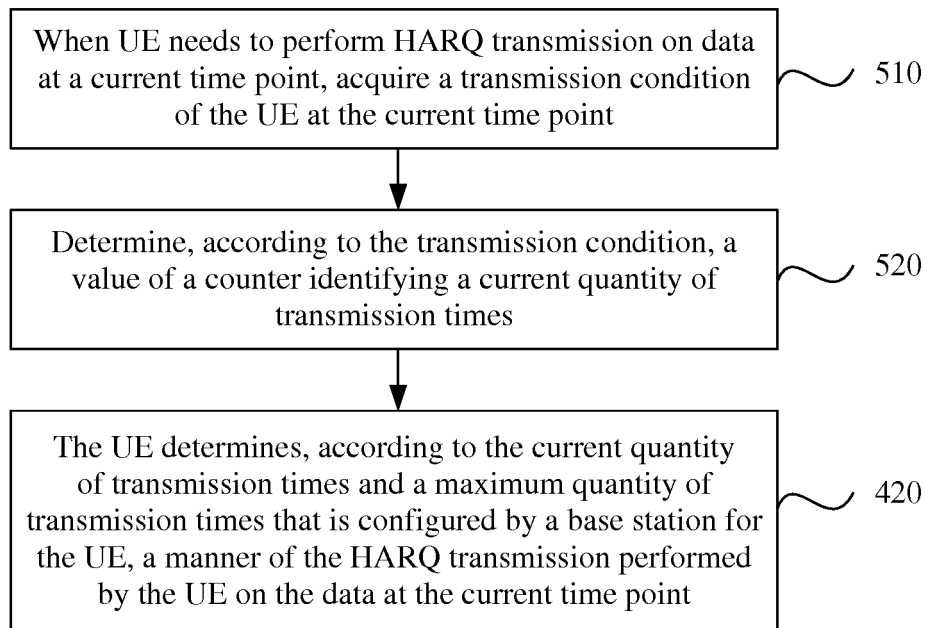 When UE needs to perform HARQ transmission on data
at a current time point, acquire a transmission condition
of the UE at the current time point
510
Determine, according to the transmission condition, a
value of a counter identifying a current quantity of
transmission times
520
The UE determines, according to the current quantity
of transmission times and a maximum quantity of
transmission times that is configured by a base station for
the UE, a manner of the HARQ transmission performed
by the UE on the data at the current time point
420